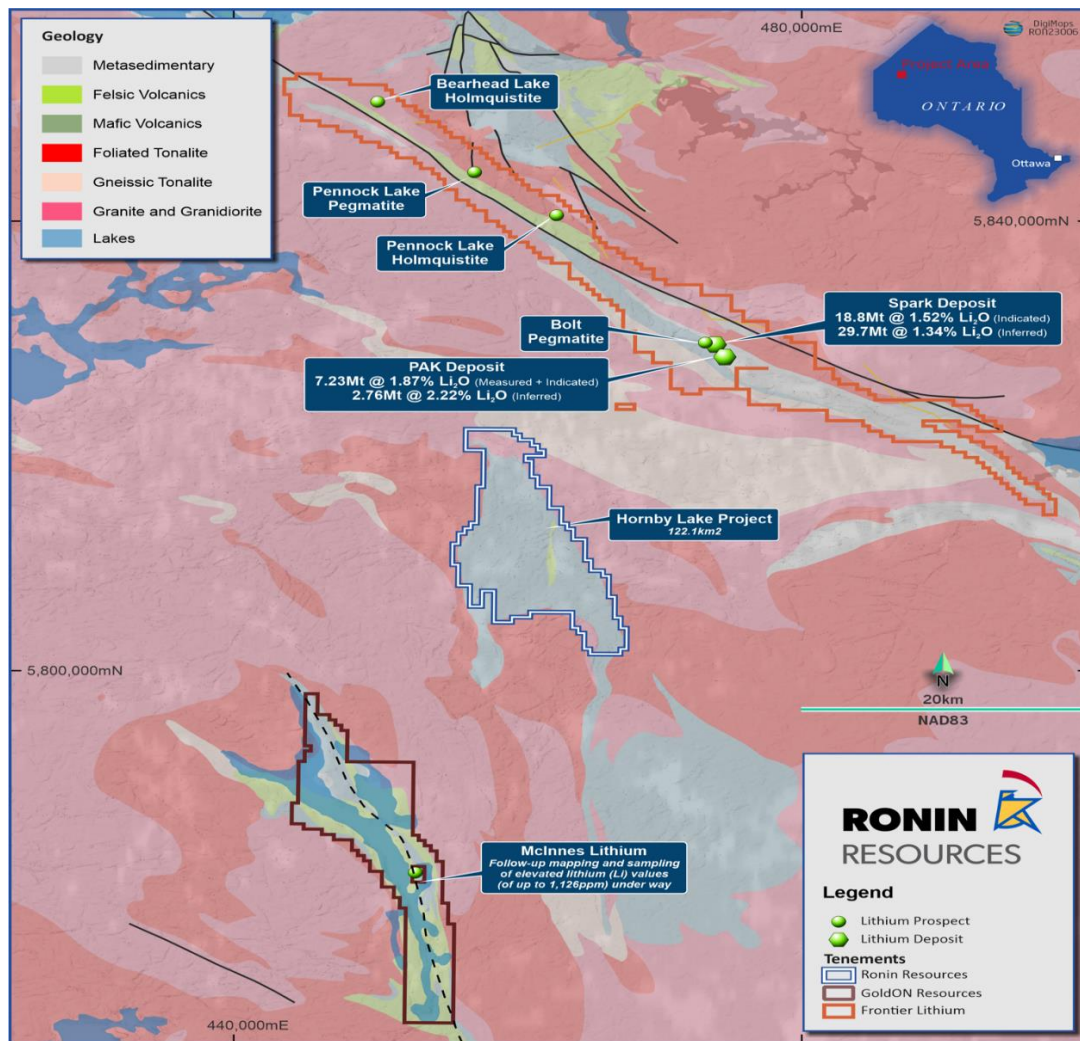 Geology
Metasedimentary
Felsic Volcanics
Mafic Volcanics
Foliated Tonalite
Gneissic Tonalite
Granite and Granidiorite
Lakes
480,000mE
DigiMaps
RON23006
Project Area
ONTARIO
Ottawa
Bearhead Lake
Holmquistite
Pennock Lake
Pegmatite
5,840,000mN
Pennock Lake
Holmquistite
Spark Deposit
18.8Mt @ 1.52% Li₂O (Indicated)
29.7Mt @ 1.34% Li₂O (Inferred)
Bolt
Pegmatite
PAK Deposit
7.23Mt @ 1.87% Li₂O (Measured + Indicated)
2.76Mt @ 2.22% Li₂O (Inferred)
Hornby Lake Project
122.1km2
5,800,000mN
N
20km
NAD83
McInnes Lithium
Follow-up mapping and sampling
of elevated lithium (Li) values
(of up to 1,126ppm) under way
440,000mE
RONIN
RESOURCES
Legend
Lithium Prospect
Lithium Deposit
Tenements
Ronin Resources
GoldON Resources
Frontier Lithium